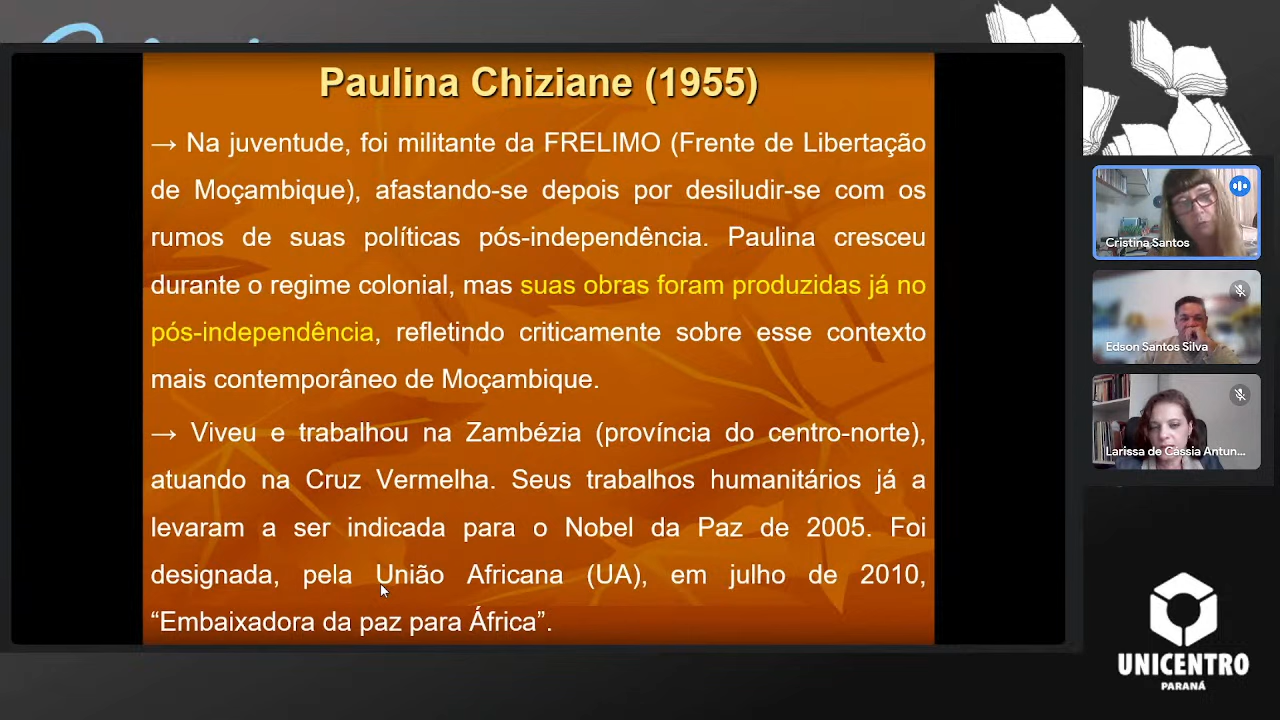 Paulina Chiziane (1955)
→ Na juventude, foi militante da FRELIMO (Frente de Libertação
de Moçambique), afastando-se depois por desiludir-se com os
rumos de suas políticas pós-independência. Paulina cresceu
durante o regime colonial, mas suas obras foram produzidas já no
pós-independência, refletindo criticamente sobre esse contexto
mais contemporâneo de Moçambique.
→ Viveu e trabalhou na Zambézia (província do centro-norte),
atuando na Cruz Vermelha. Seus trabalhos humanitários já a
levaram a ser indicada para o Nobel da Paz de 2005. Foi
designada, pela União Africana (UA), em julho de 2010,
“Embaixadora da paz para África”.
Cristina Santos
Edson Santos Silva
Larissa de Cássia Antun...
UNICENTRO
PARANÁ